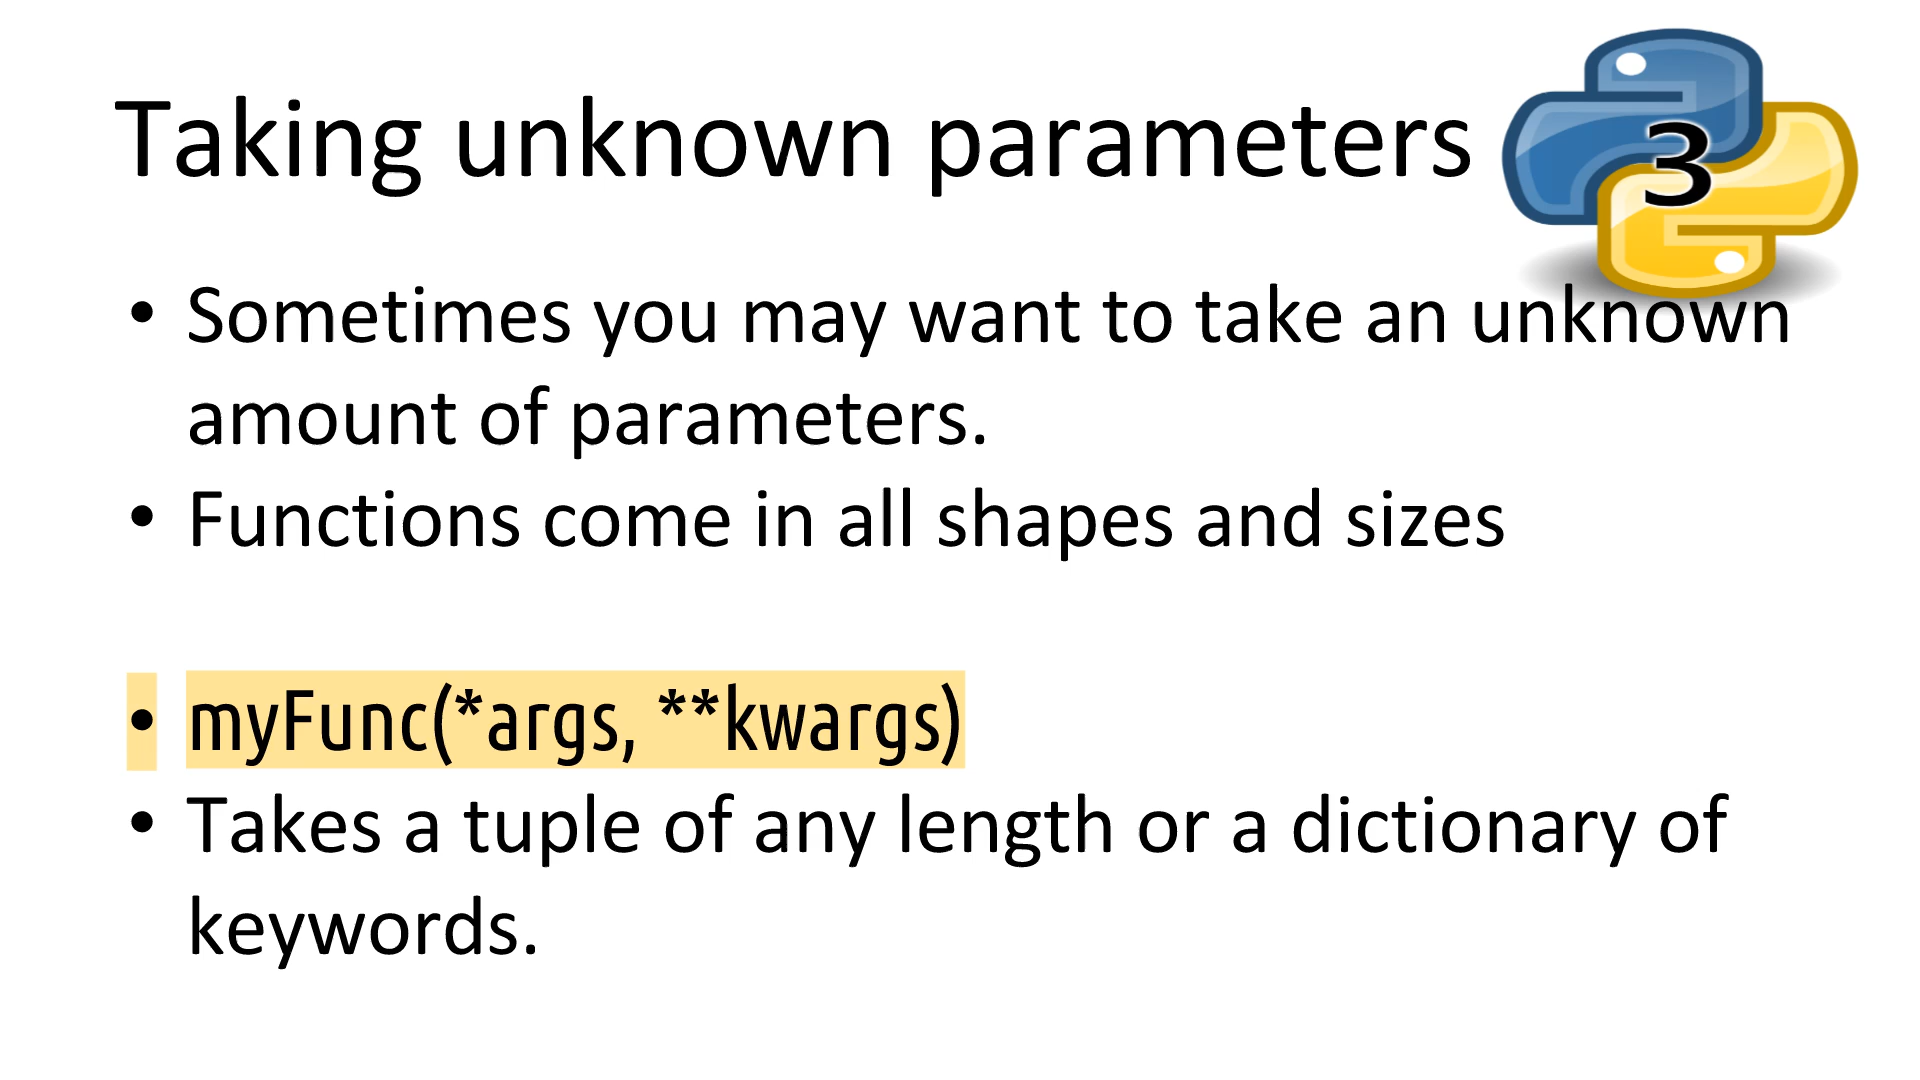 Taking unknown parameters
3
• Sometimes you may want to take an unknown
amount of parameters.
• Functions come in all shapes and sizes
• myFunc(*args, **kwargs)
• Takes a tuple of any length or a dictionary of
keywords.